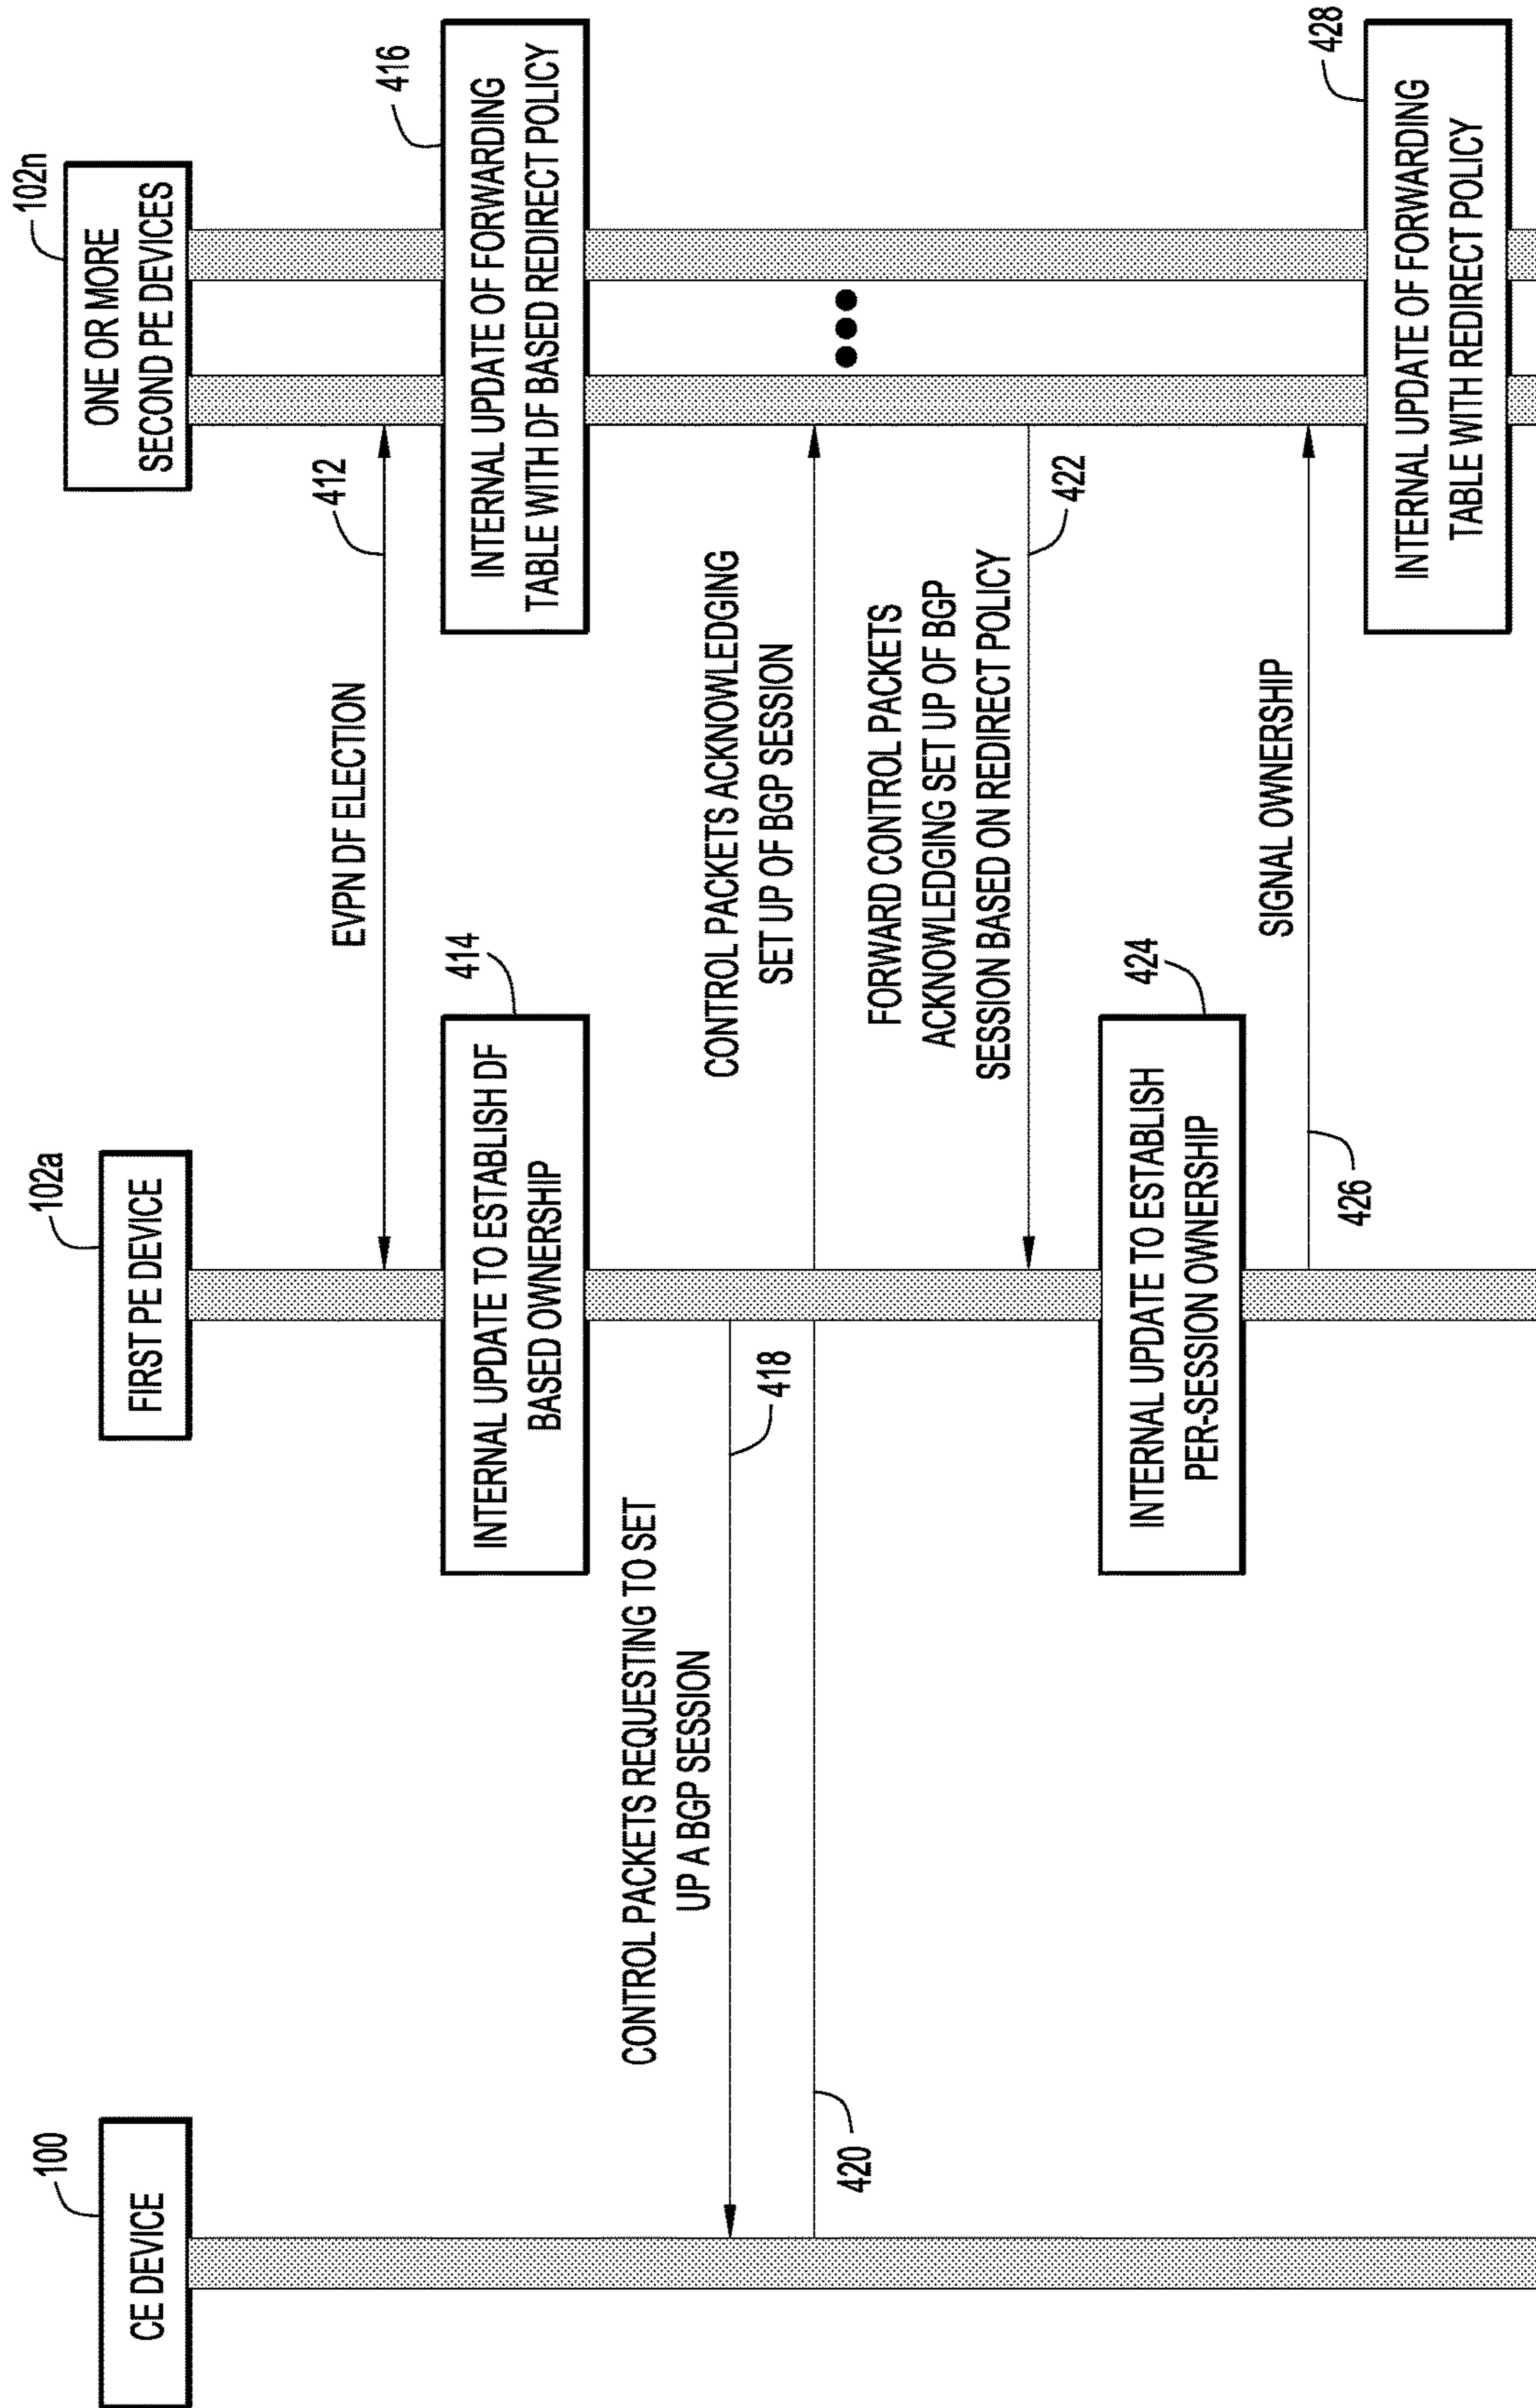 100
CE DEVICE
102a
FIRST PE DEVICE
102n
ONE OR MORE
SECOND PE DEVICES
EVPN DF ELECTION
412
414
INTERNAL UPDATE TO ESTABLISH DF
BASED OWNERSHIP
416
INTERNAL UPDATE OF FORWARDING
TABLE WITH DF BASED REDIRECT POLICY
CONTROL PACKETS REQUESTING TO SET
UP A BGP SESSION
418
CONTROL PACKETS ACKNOWLEDGING
SET UP OF BGP SESSION
420
FORWARD CONTROL PACKETS
ACKNOWLEDGING SET UP OF BGP
SESSION BASED ON REDIRECT POLICY
422
424
INTERNAL UPDATE TO ESTABLISH
PER-SESSION OWNERSHIP
SIGNAL OWNERSHIP
426
428
INTERNAL UPDATE OF FORWARDING
TABLE WITH REDIRECT POLICY